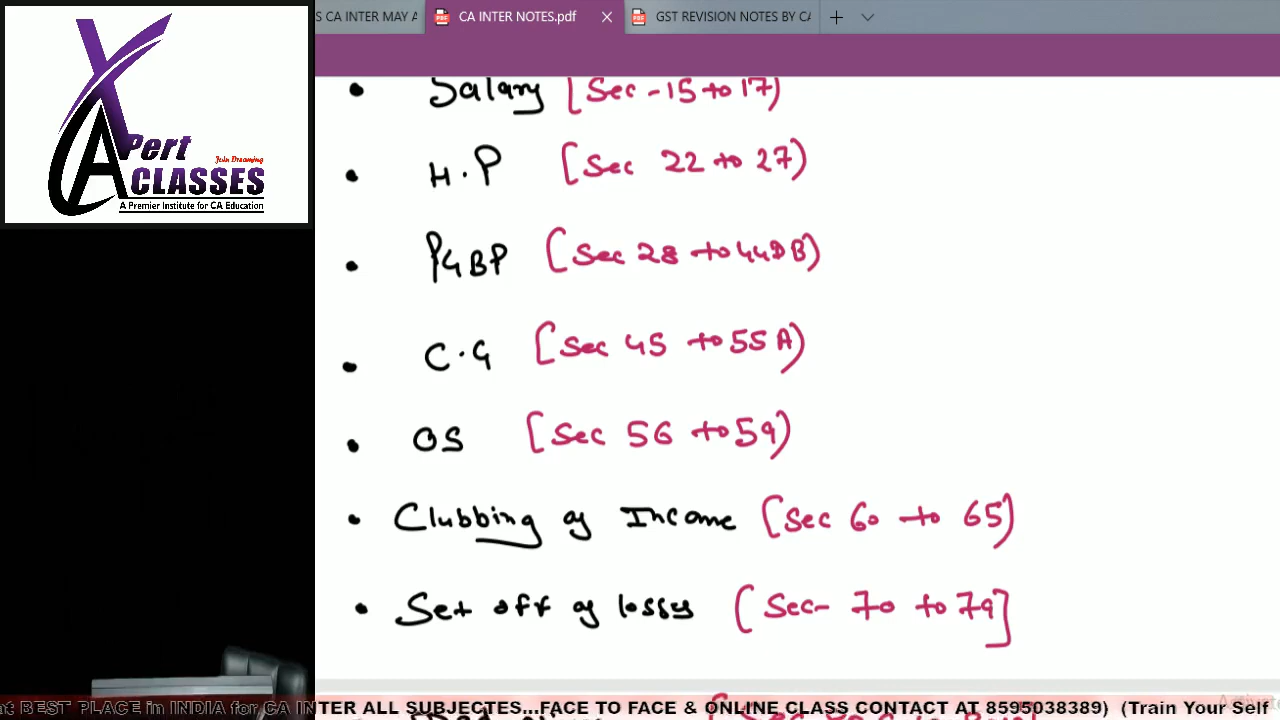 S CA INTER MAY A
CA INTER NOTES.pdf
GST REVISION NOTES BY CA
Xpert
Join Dreaming
CA CLASSES
A Premier Institute for CA Education
• Salary [Sec - 15 to 17)
• H.P [Sec 22 to 27)
• PGBP [Sec 28 to 44DB)
• C.G [Sec 45 to 55A)
• OS [Sec 56 to 59)
• Clubbing of Income [Sec 60 to 65)
• Set off of losses [Sec- 70 to 79]
at BEST PLACE in INDIA for CA INTER ALL SUBJECTES...FACE TO FACE & ONLINE CLASS CONTACT AT 8595038389) (Train Your Self